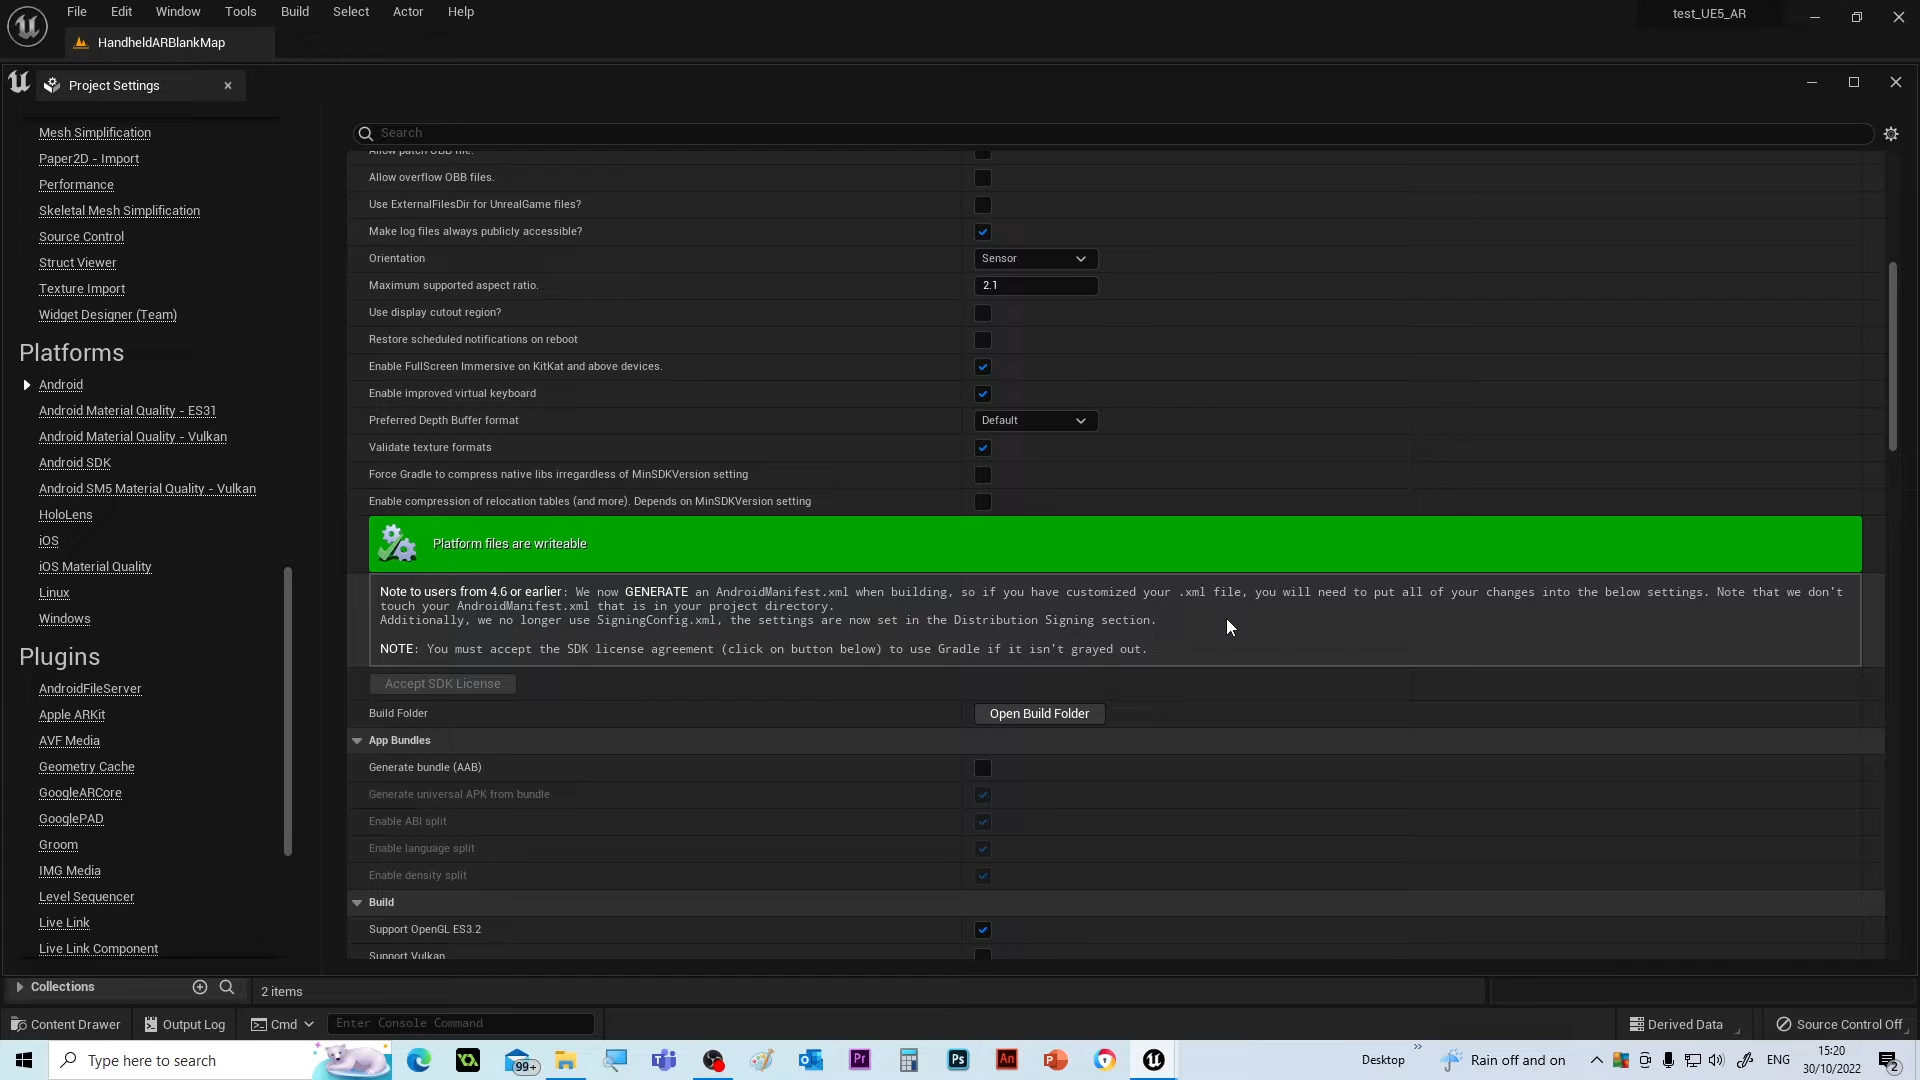 File Edit Window Tools Build Select Actor Help
test_UE5_AR
HandheldARBlankMap
Project Settings
Search
Mesh Simplification
Paper2D - Import
Performance
Skeletal Mesh Simplification
Source Control
Struct Viewer
Texture Import
Widget Designer (Team)
Platforms
Android
Android Material Quality - ES31
Android Material Quality - Vulkan
Android SDK
Android SM5 Material Quality - Vulkan
HoloLens
iOS
iOS Material Quality
Linux
Windows
Plugins
AndroidFileServer
Apple ARKit
AVF Media
Geometry Cache
GoogleARCore
GooglePAD
Groom
IMG Media
Level Sequencer
Live Link
Live Link Component
Allow patch OBB file.
Allow overflow OBB files.
Use ExternalFilesDir for UnrealGame files?
Make log files always publicly accessible?
Orientation Sensor
Maximum supported aspect ratio. 2.1
Use display cutout region?
Restore scheduled notifications on reboot
Enable FullScreen Immersive on KitKat and above devices.
Enable improved virtual keyboard
Preferred Depth Buffer format Default
Validate texture formats
Force Gradle to compress native libs irregardless of MinSDKVersion setting
Enable compression of relocation tables (and more). Depends on MinSDKVersion setting
Platform files are writeable
Note to users from 4.6 or earlier: We now GENERATE an AndroidManifest.xml when building, so if you have customized your .xml file, you will need to put all of your changes into the below settings. Note that we don't
touch your AndroidManifest.xml that is in your project directory.
Additionally, we no longer use SigningConfig.xml, the settings are now set in the Distribution Signing section.
NOTE: You must accept the SDK license agreement (click on button below) to use Gradle if it isn't grayed out.
Accept SDK License
Build Folder Open Build Folder
App Bundles
Generate bundle (AAB)
Generate universal APK from bundle
Enable ABI split
Enable language split
Enable density split
Build
Support OpenGL ES3.2
Support Vulkan
Collections
2 items
Content Drawer Output Log Cmd Enter Console Command Derived Data Source Control Off
Type here to search
99+
Pr
Ps
An
Desktop
Rain off and on
ENG
15:20
30/10/2022
2